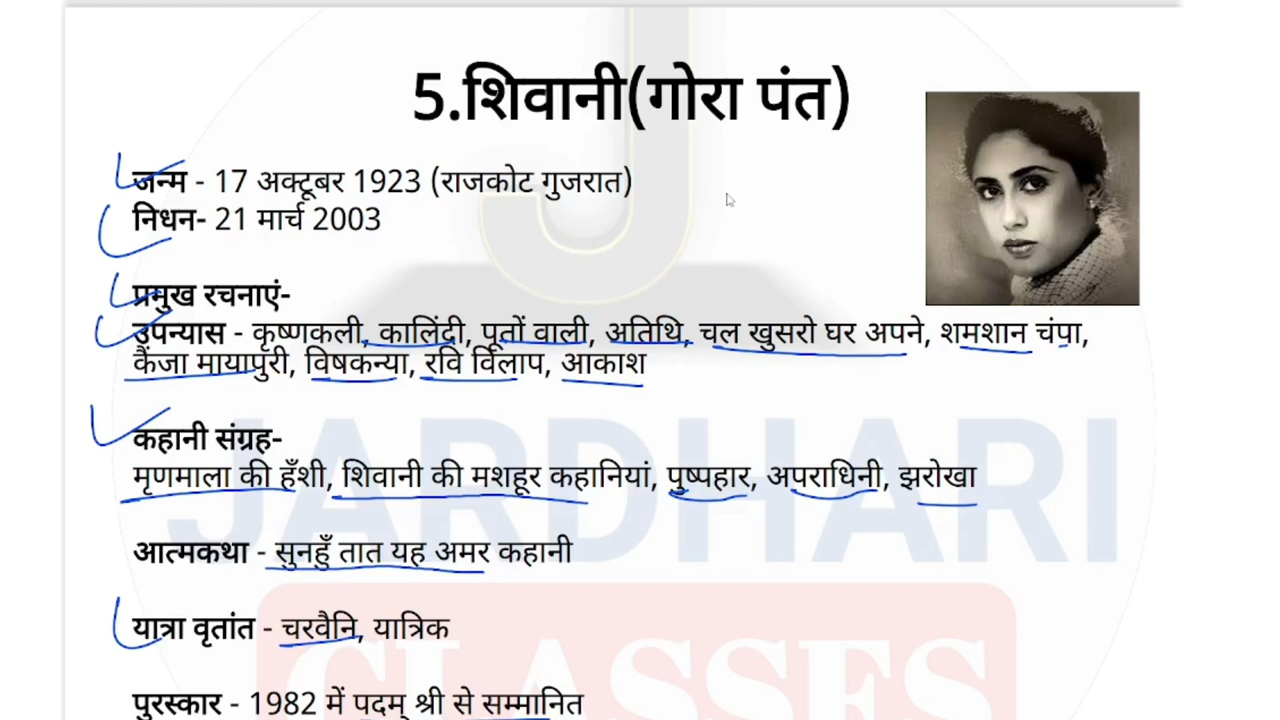 5.शिवानी(गोरा पंत)
जन्म - 17 अक्टूबर 1923 (राजकोट गुजरात)
निधन- 21 मार्च 2003
प्रमुख रचनाएं-
उपन्यास - कृष्णकली, कालिंदी, पूतों वाली, अतिथि, चल खुसरो घर अपने, शमशान चंपा,
कैंजा मायापुरी, विषकन्या, रवि विलाप, आकाश
कहानी संग्रह-
मृणमाला की हँशी, शिवानी की मशहूर कहानियां, पुष्पहार, अपराधिनी, झरोखा
JARDHARI
आत्मकथा - सुनहुँ तात यह अमर कहानी
यात्रा वृतांत - चरवैनि, यात्रिक
CLASSES
पुरस्कार - 1982 में पदम् श्री से सम्मानित